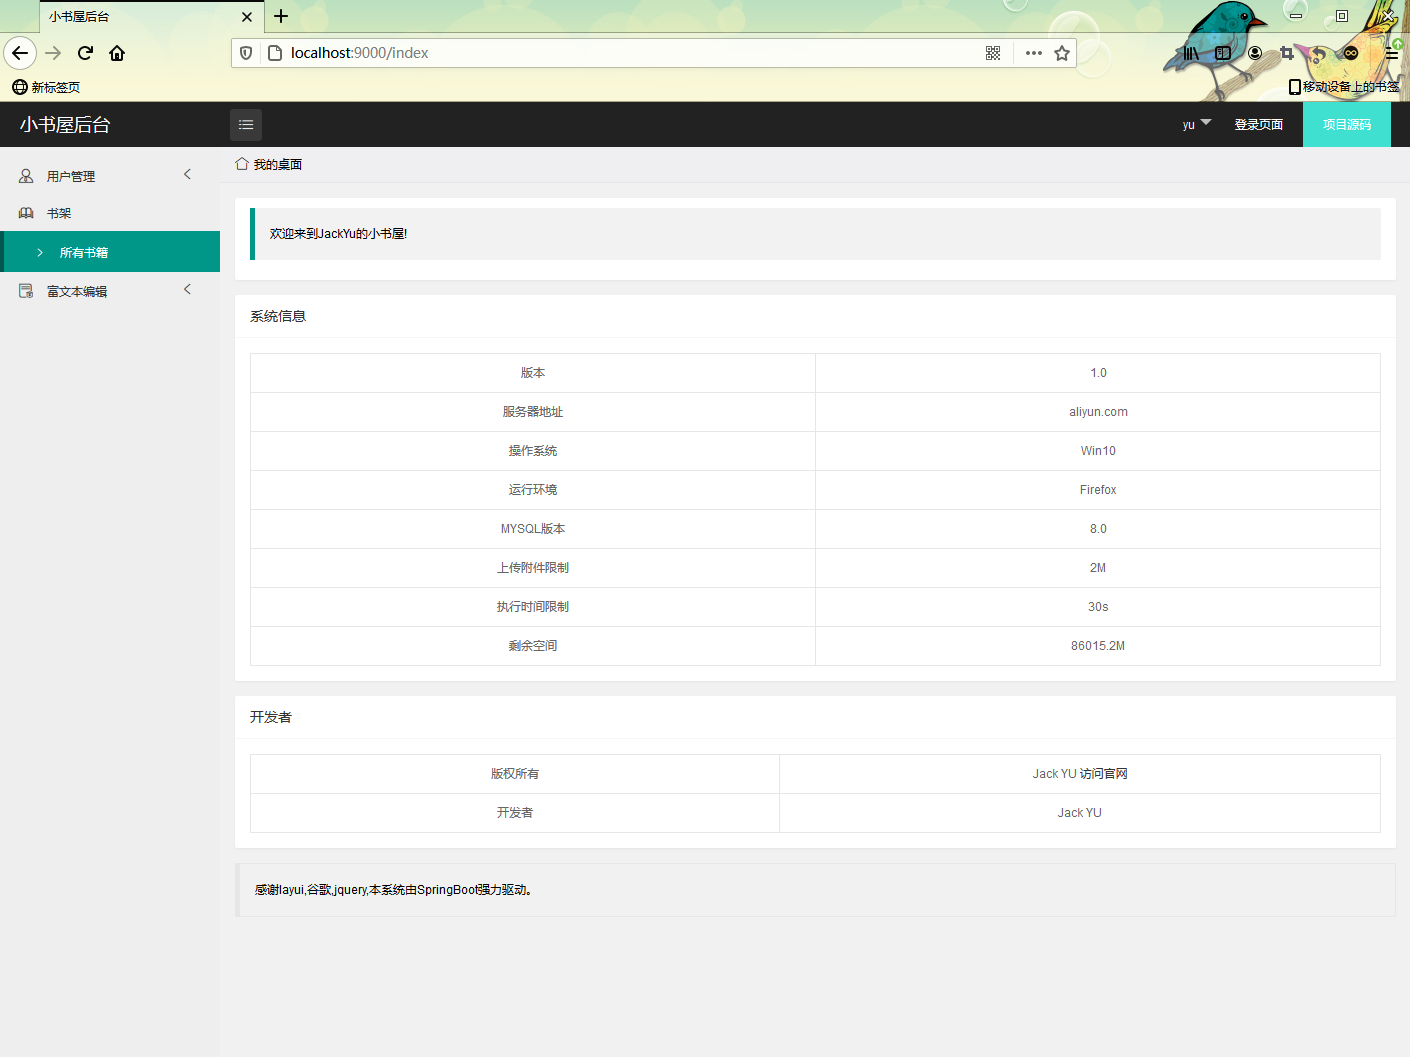 小书屋后台
localhost:9000/index
新标签页
移动设备上的书签
小书屋后台
yu
登录页面
项目源码
用户管理
书架
所有书籍
富文本编辑
我的桌面
欢迎来到JackYu的小书屋!
系统信息
版本 1.0
服务器地址 aliyun.com
操作系统 Win10
运行环境 Firefox
MYSQL版本 8.0
上传附件限制 2M
执行时间限制 30s
剩余空间 86015.2M
开发者
版权所有 Jack YU 访问官网
开发者 Jack YU
感谢layui,谷歌,jquery,本系统由SpringBoot强力驱动。